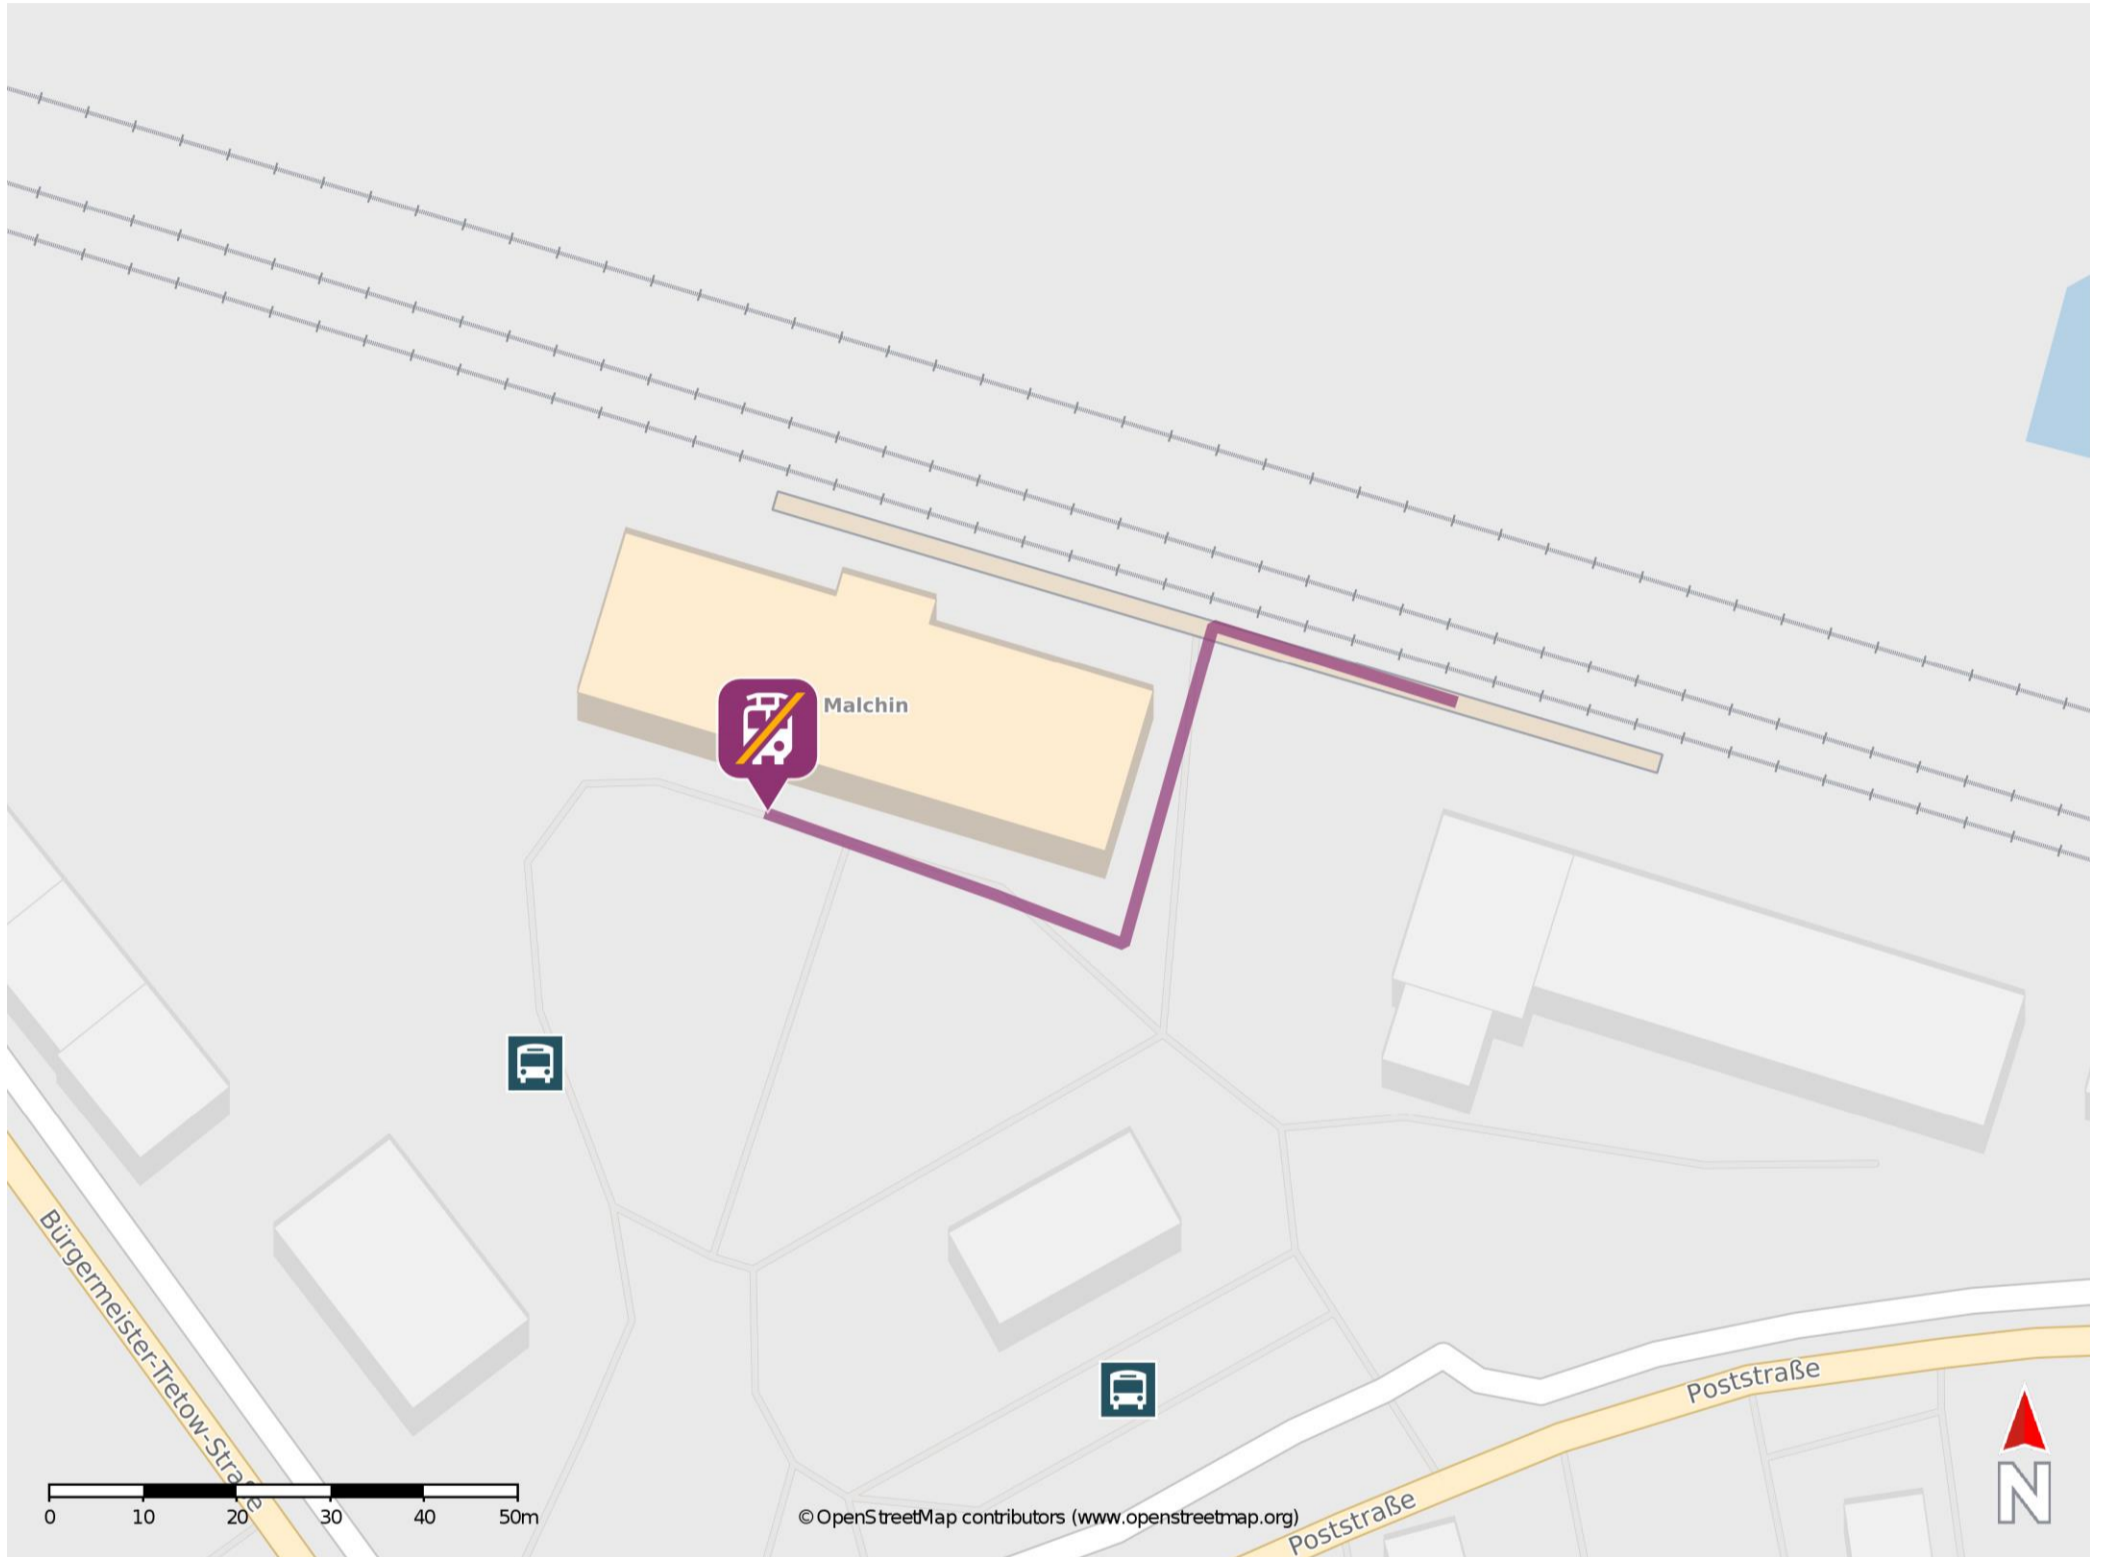 Malchin
Bürgermeister-Tretow-Straße
Poststraße
Poststraße
N
0 10 20 30 40 50m
© OpenStreetMap contributors (www.openstreetmap.org)